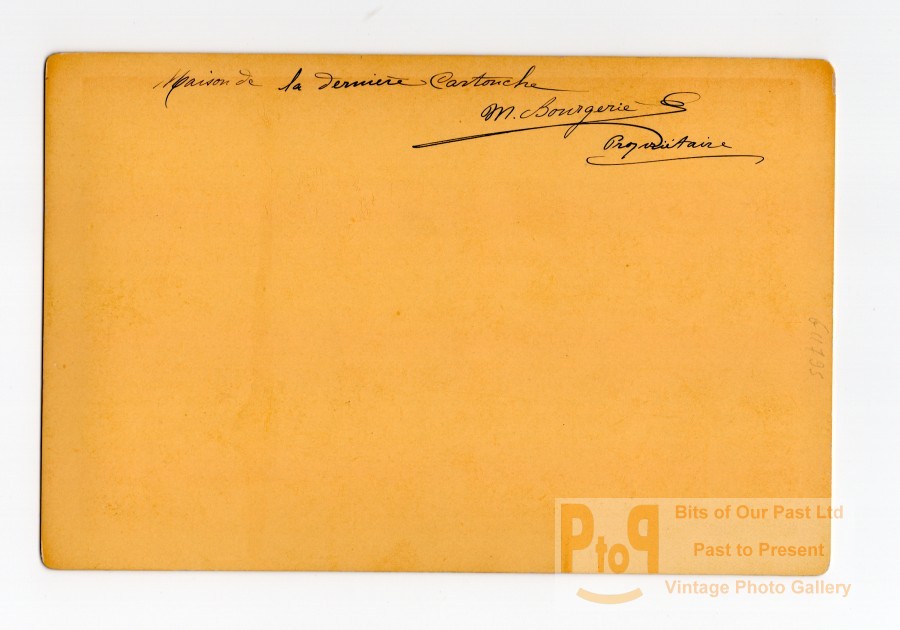 Maison de la dernière Cartouche
M. Bourgerie
Propriétaire
PtoP
Bits of Our Past Ltd
Past to Present
Vintage Photo Gallery